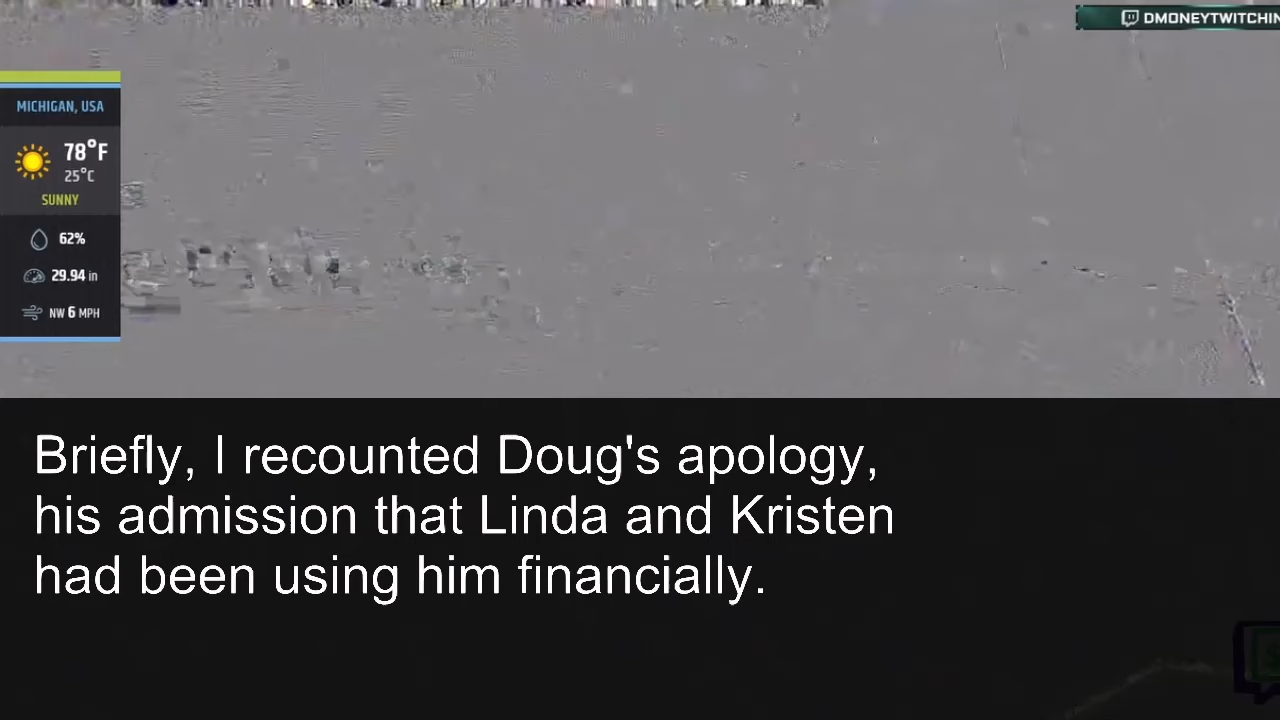 DMONEYTWITCHIN
MICHIGAN, USA
78°F
25°C
SUNNY
62%
29.94 in
NW 6 MPH
Briefly, I recounted Doug's apology,
his admission that Linda and Kristen
had been using him financially.